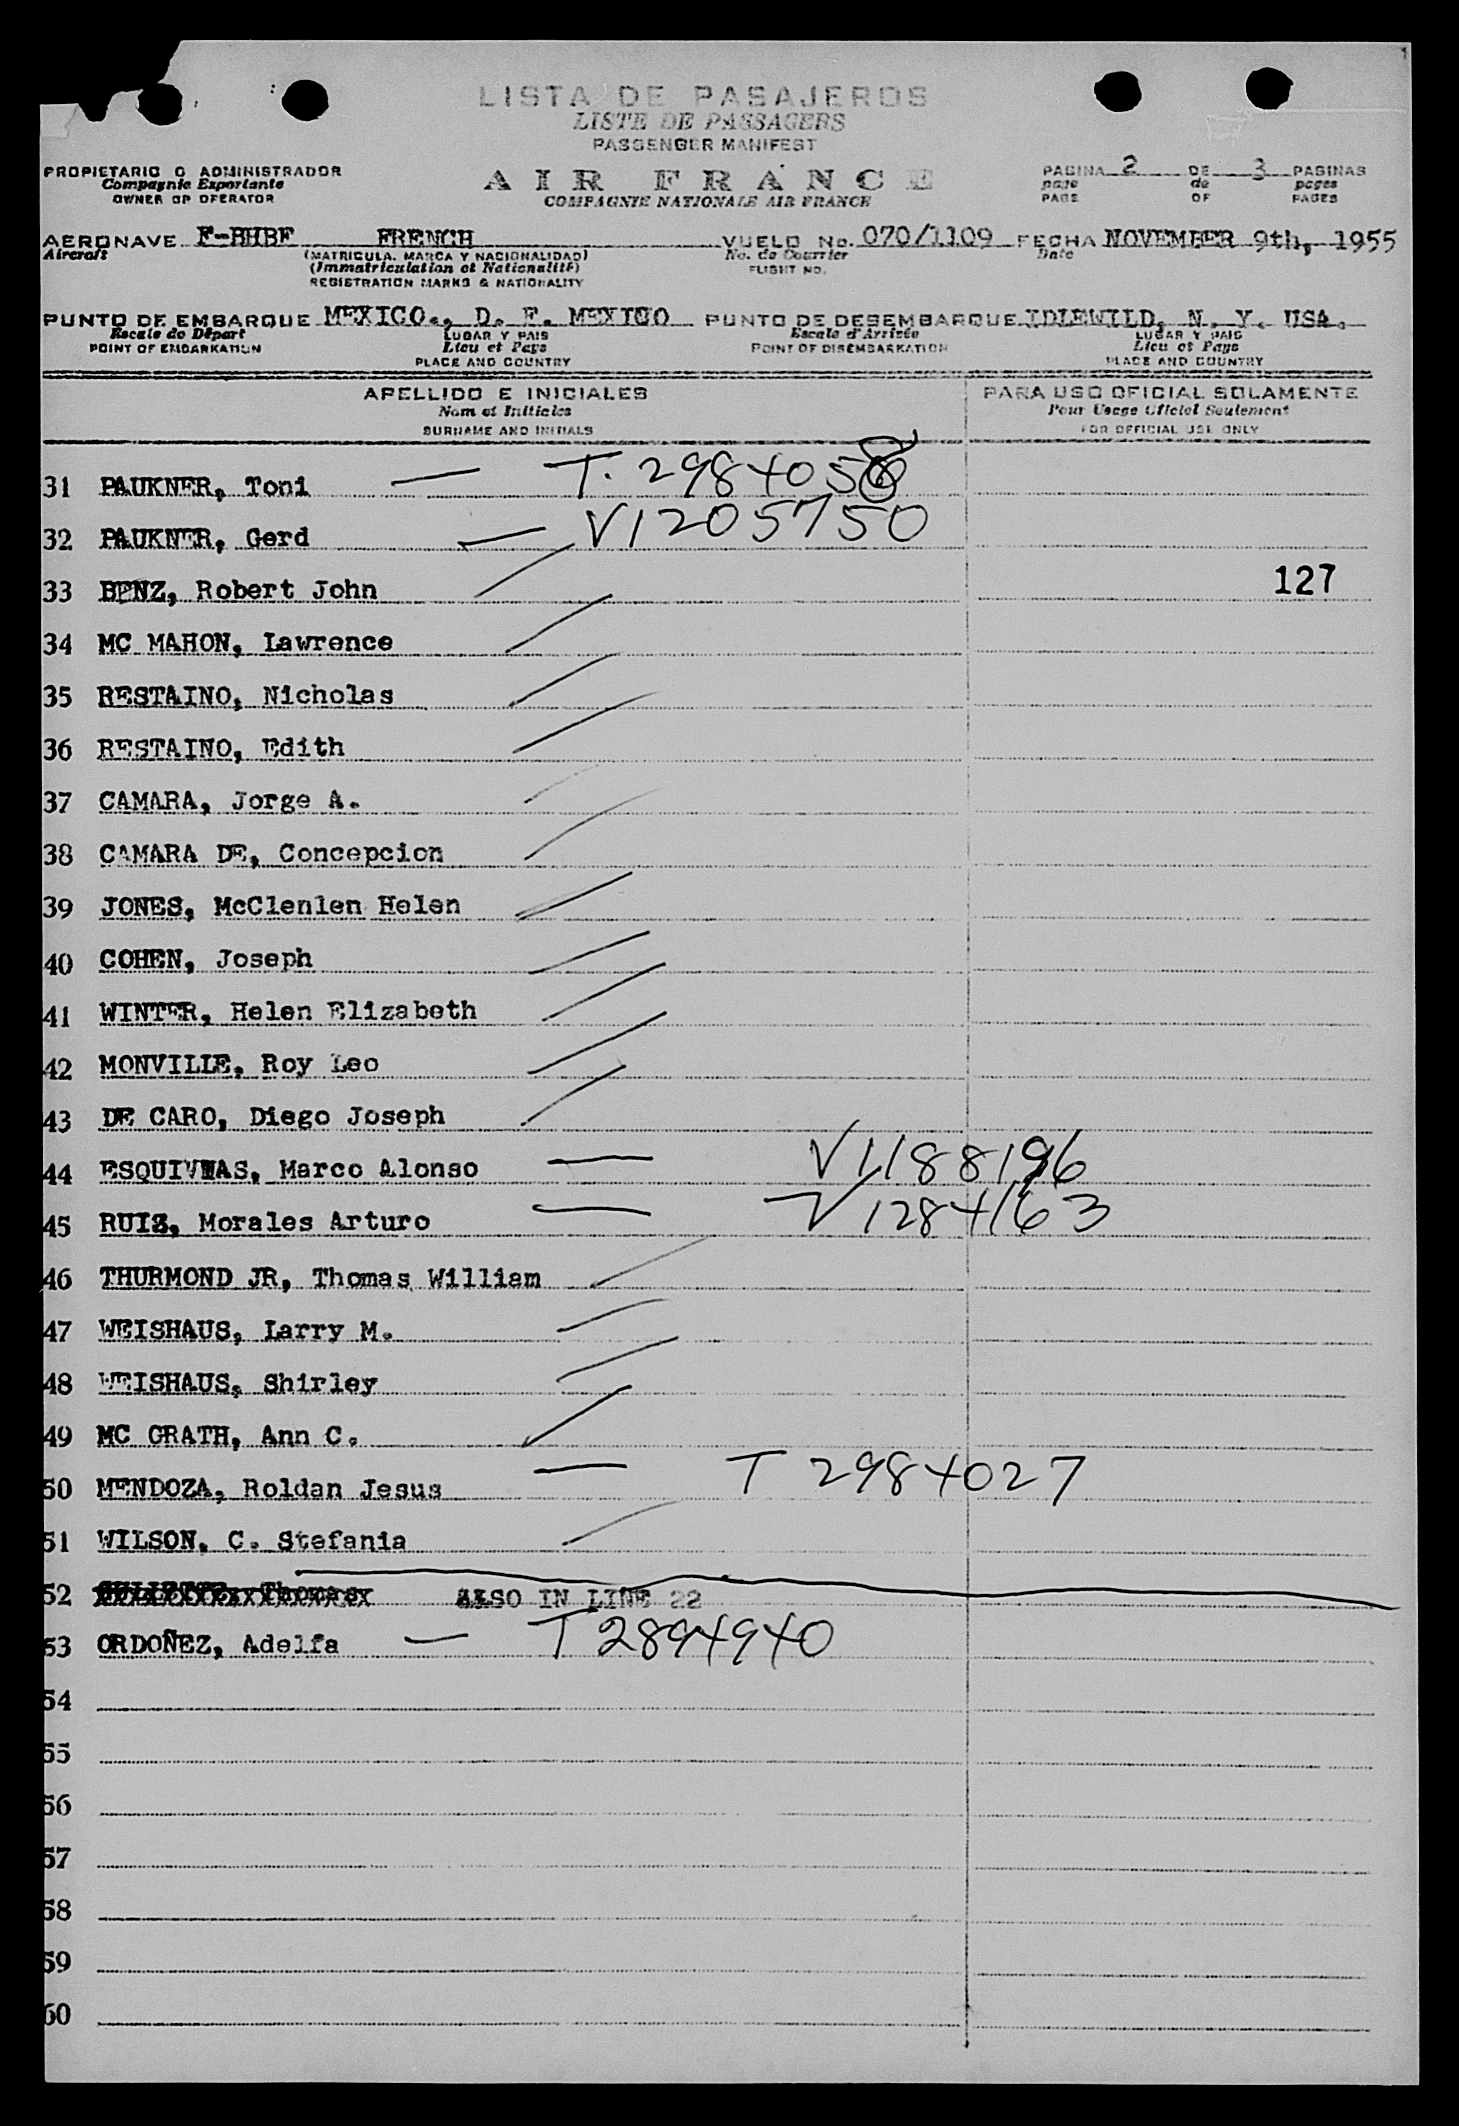 LISTA DE PASAJEROS
LISTE DE PASSAGERS
PASSENGER MANIFEST
PROPIETARIO O ADMINISTRADOR
Compagnie Exportante
OWNER OR OPERATOR
AIR FRANCE
COMPAGNIE NATIONALE AIR FRANCE
PAGINA 2 DE 3 PAGINAS
page de pages
PAGE OF PAGES
AERONAVE F-BHBF FRENCH VUELO No. 070/1109 FECHA NOVEMBER 9th, 1955
Aircraft (MATRICULA, MARCA Y NACIONALIDAD) No. de Courrier Date
(Immatriculation et Nationalité) FLIGHT NO.
REGISTRATION MARKS & NATIONALITY
PUNTO DE EMBARQUE MEXICO., D. F. MEXICO PUNTO DE DESEMBARQUE IDLEWILD, N. Y. USA.
Escale de Départ LUGAR Y PAIS Escale d'Arrivée LUGAR Y PAIS
POINT OF EMBARKATION Lieu et Pays POINT OF DISEMBARKATION Lieu et Pays
PLACE AND COUNTRY PLACE AND COUNTRY
APELLIDO E INICIALES PARA USO OFICIAL SOLAMENTE
Nom et Initiales Pour Usage Officiel Seulement
SURNAME AND INITIALS FOR OFFICIAL USE ONLY
31 PAUKNER, Toni — T. 2984058
32 PAUKNER, Gerd — V1205750
33 BENZ, Robert John 127
34 MC MAHON, Lawrence
35 RESTAINO, Nicholas
36 RESTAINO, Edith
37 CAMARA, Jorge A.
38 CAMARA DE, Concepcion
39 JONES, McClenlen Helen
40 COHEN, Joseph
41 WINTER, Helen Elizabeth
42 MONVILLE, Roy Leo
43 DE CARO, Diego Joseph
44 , Marco Alonso — V1188196
45 RUIZ, Morales Arturo — V1284163
46 THURMOND JR, Thomas William
47 WEISHAUS, Larry M.
48 WEISHAUS, Shirley
49 MC GRATH, Ann C.
50 MENDOZA, Roldan Jesus — T 2984027
51 WILSON, C. Stefania
52 ALSO IN LINE 22
53 ORDOÑEZ, Adelfa — T2894940
54
55
56
57
58
59
60